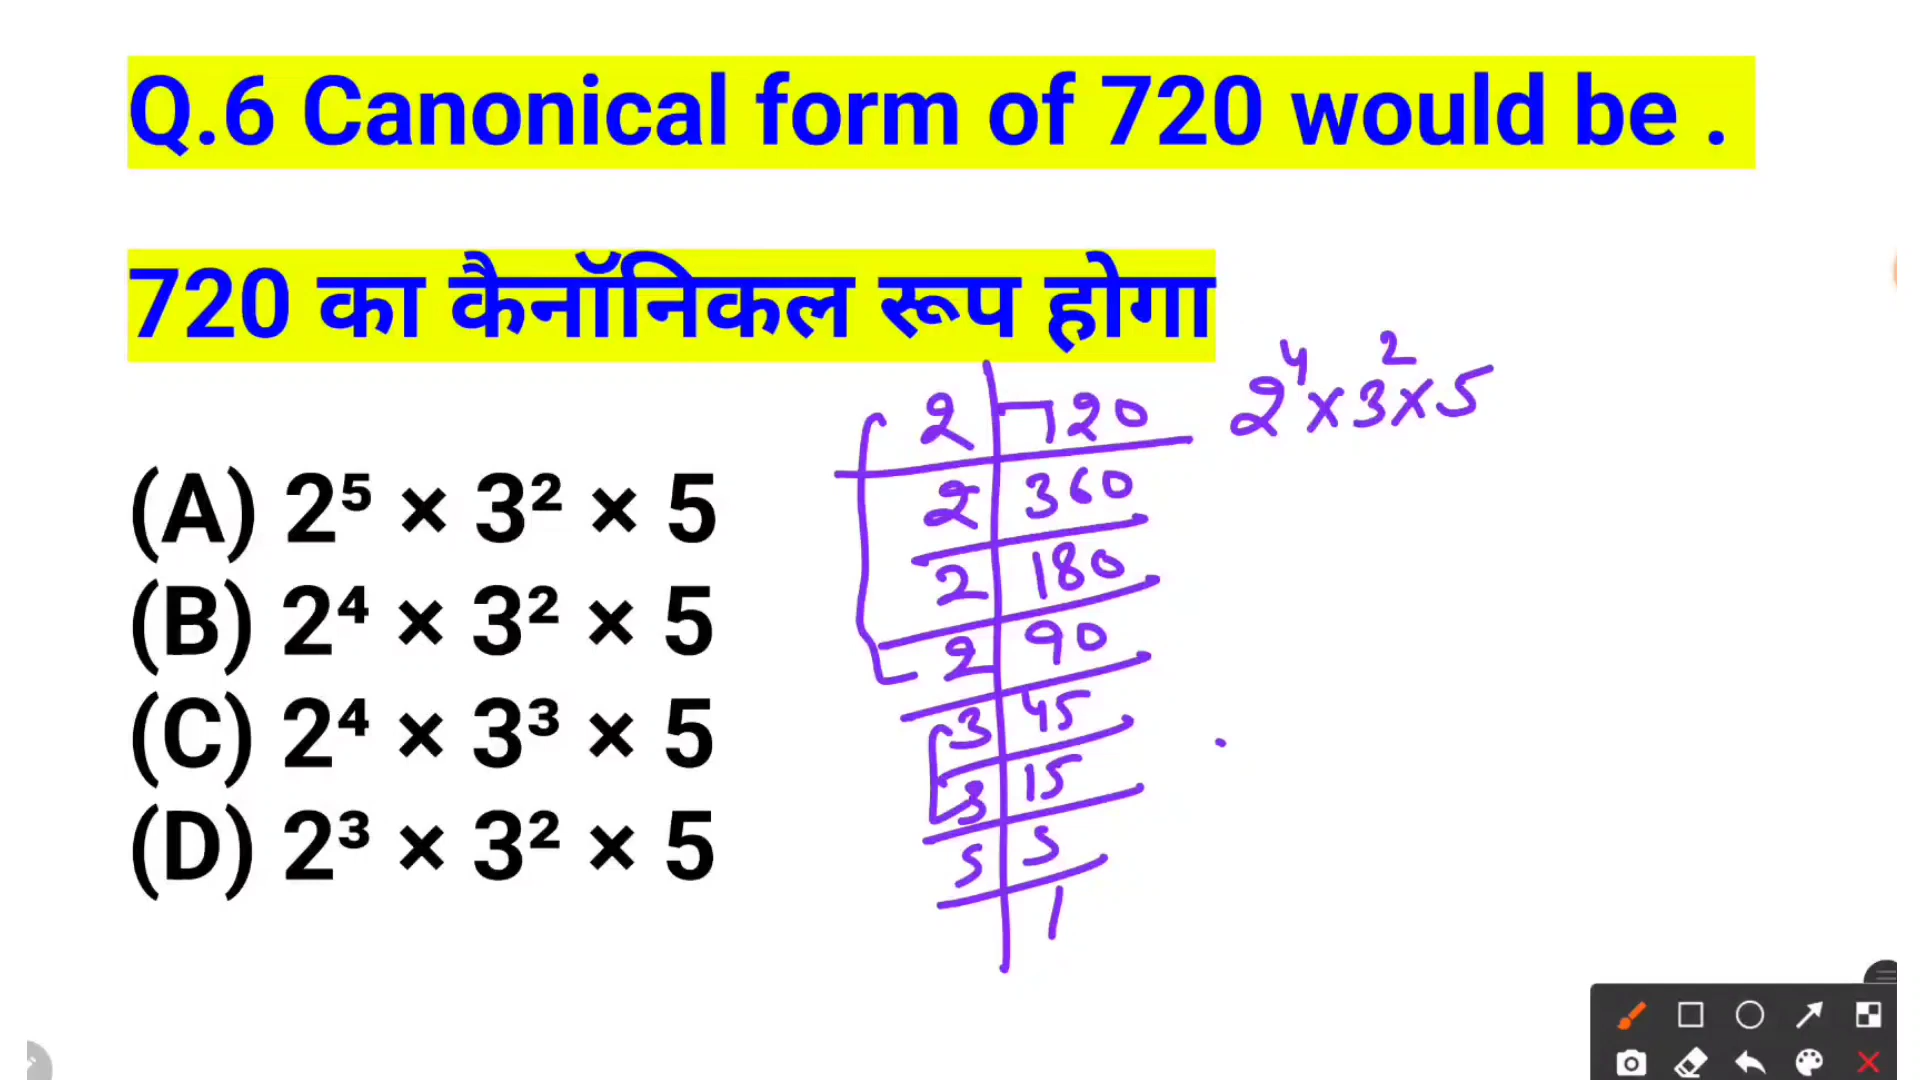 Q.6 Canonical form of 720 would be .
720 का कैनॉनिकल रूप होगा
2⁴×3²×5
2 720
2 360
2 180
2 90
3 45
3 15
5 5
1
(A) 2⁵ × 3² × 5
(B) 2⁴ × 3² × 5
(C) 2⁴ × 3³ × 5
(D) 2³ × 3² × 5